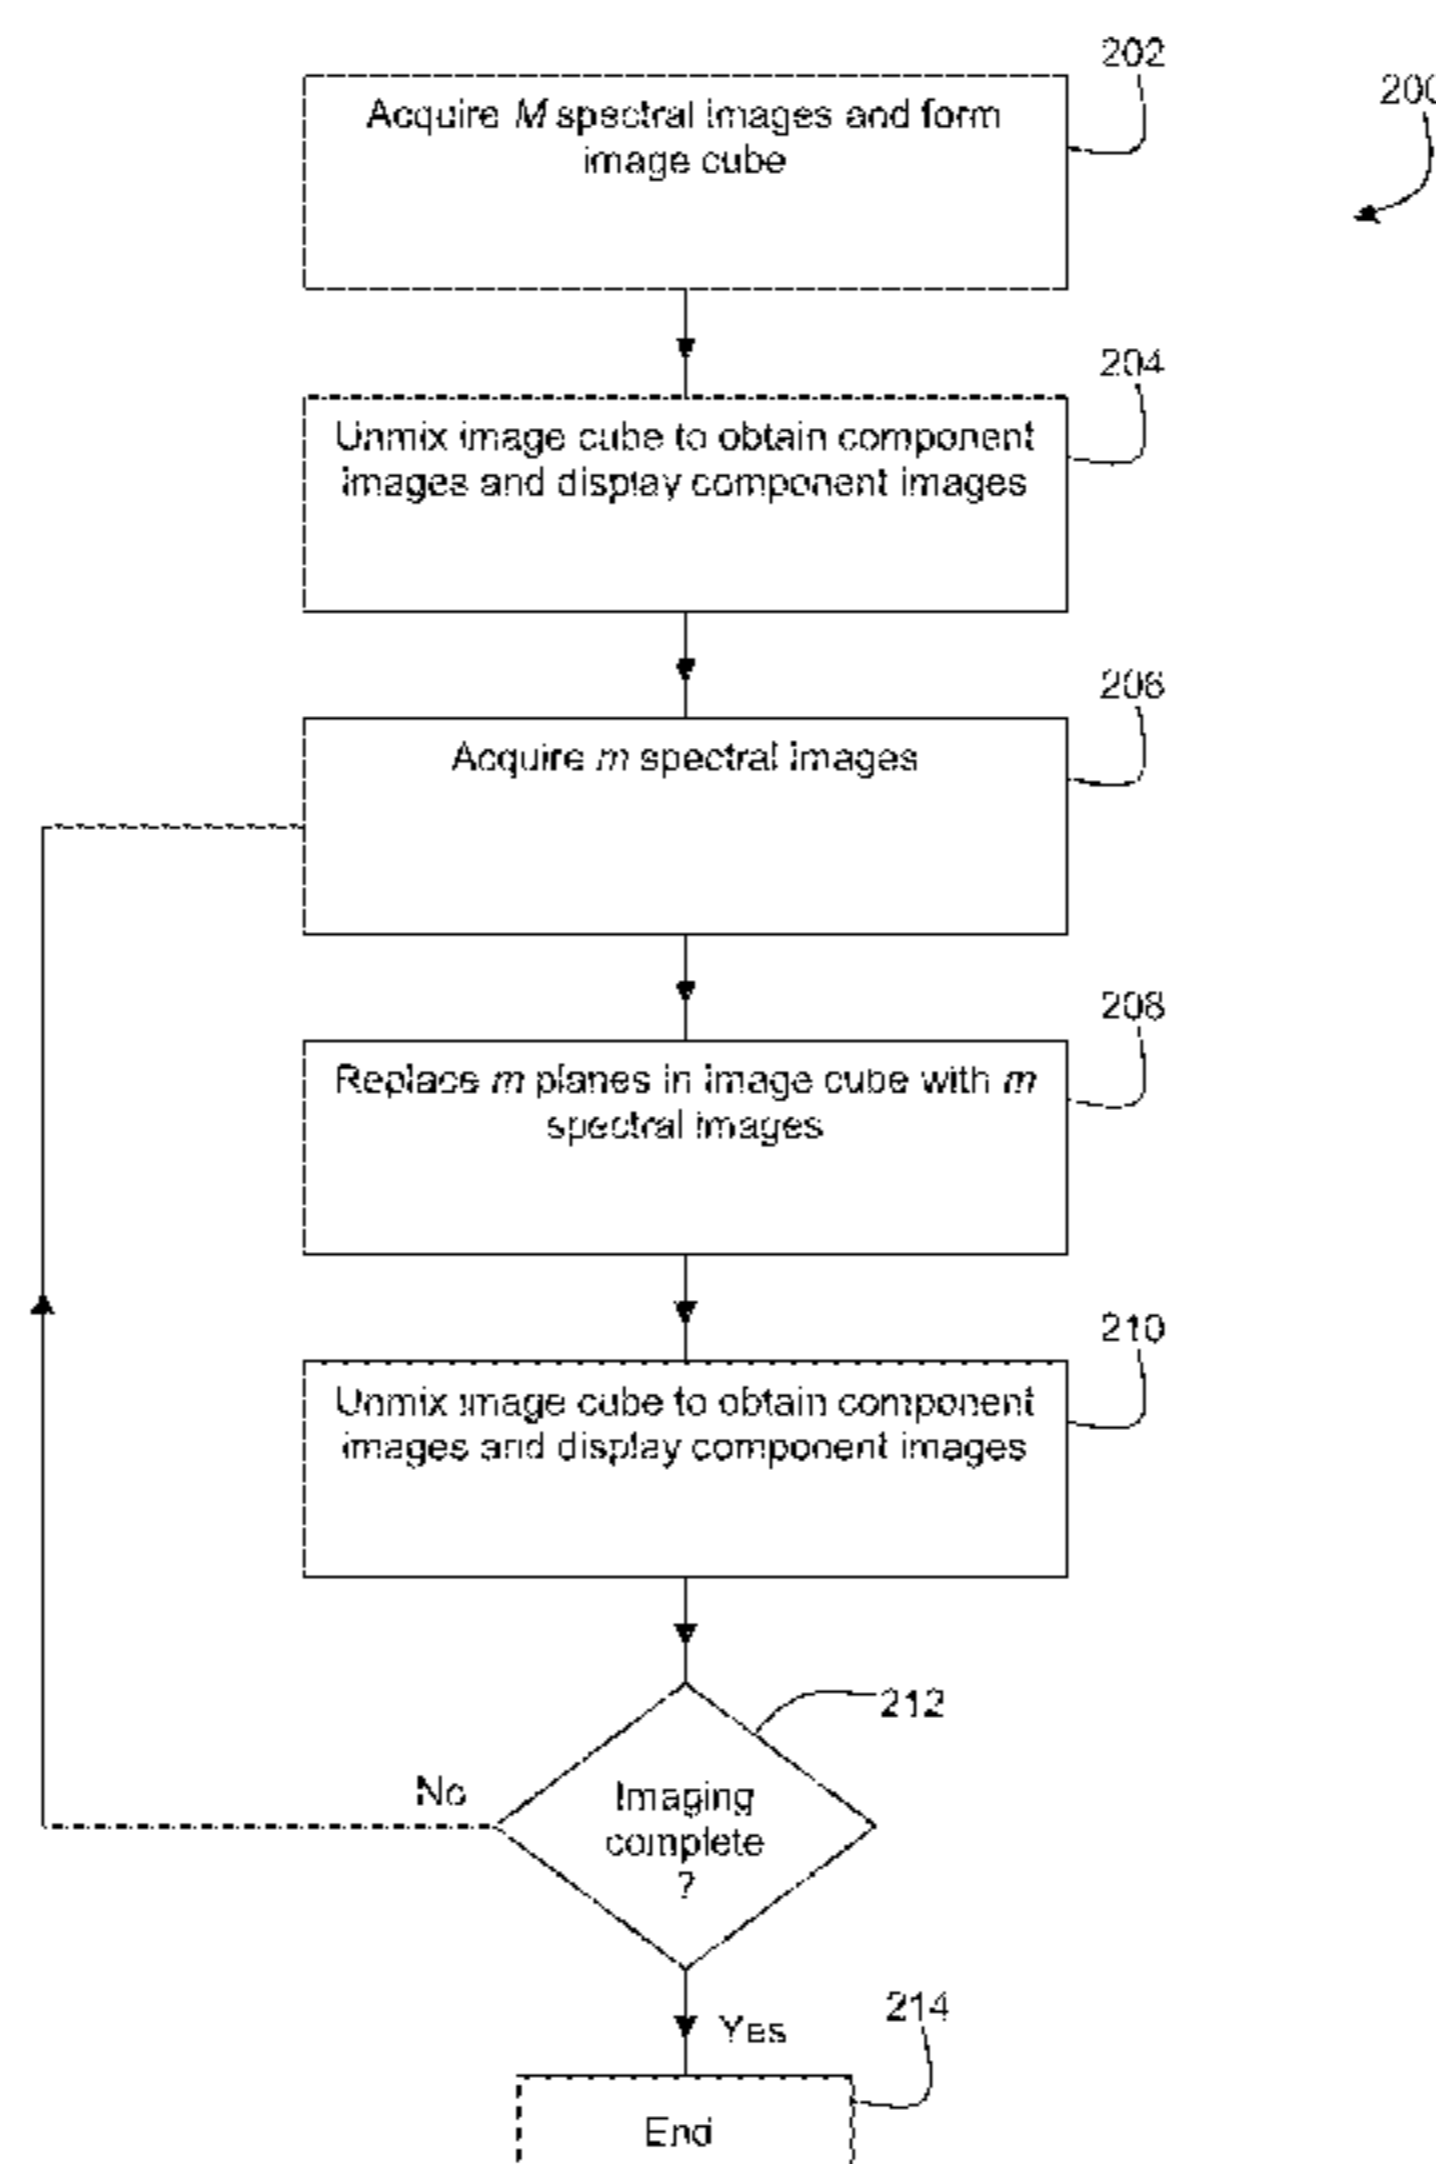 202
200
Acquire M spectral images and form
image cube
204
Unmix image cube to obtain component
images and display component images
206
Acquire m spectral images
208
Replace m planes in image cube with m
spectral images
210
Unmix image cube to obtain component
images and display component images
212
No
Imaging
complete
?
Yes
214
End